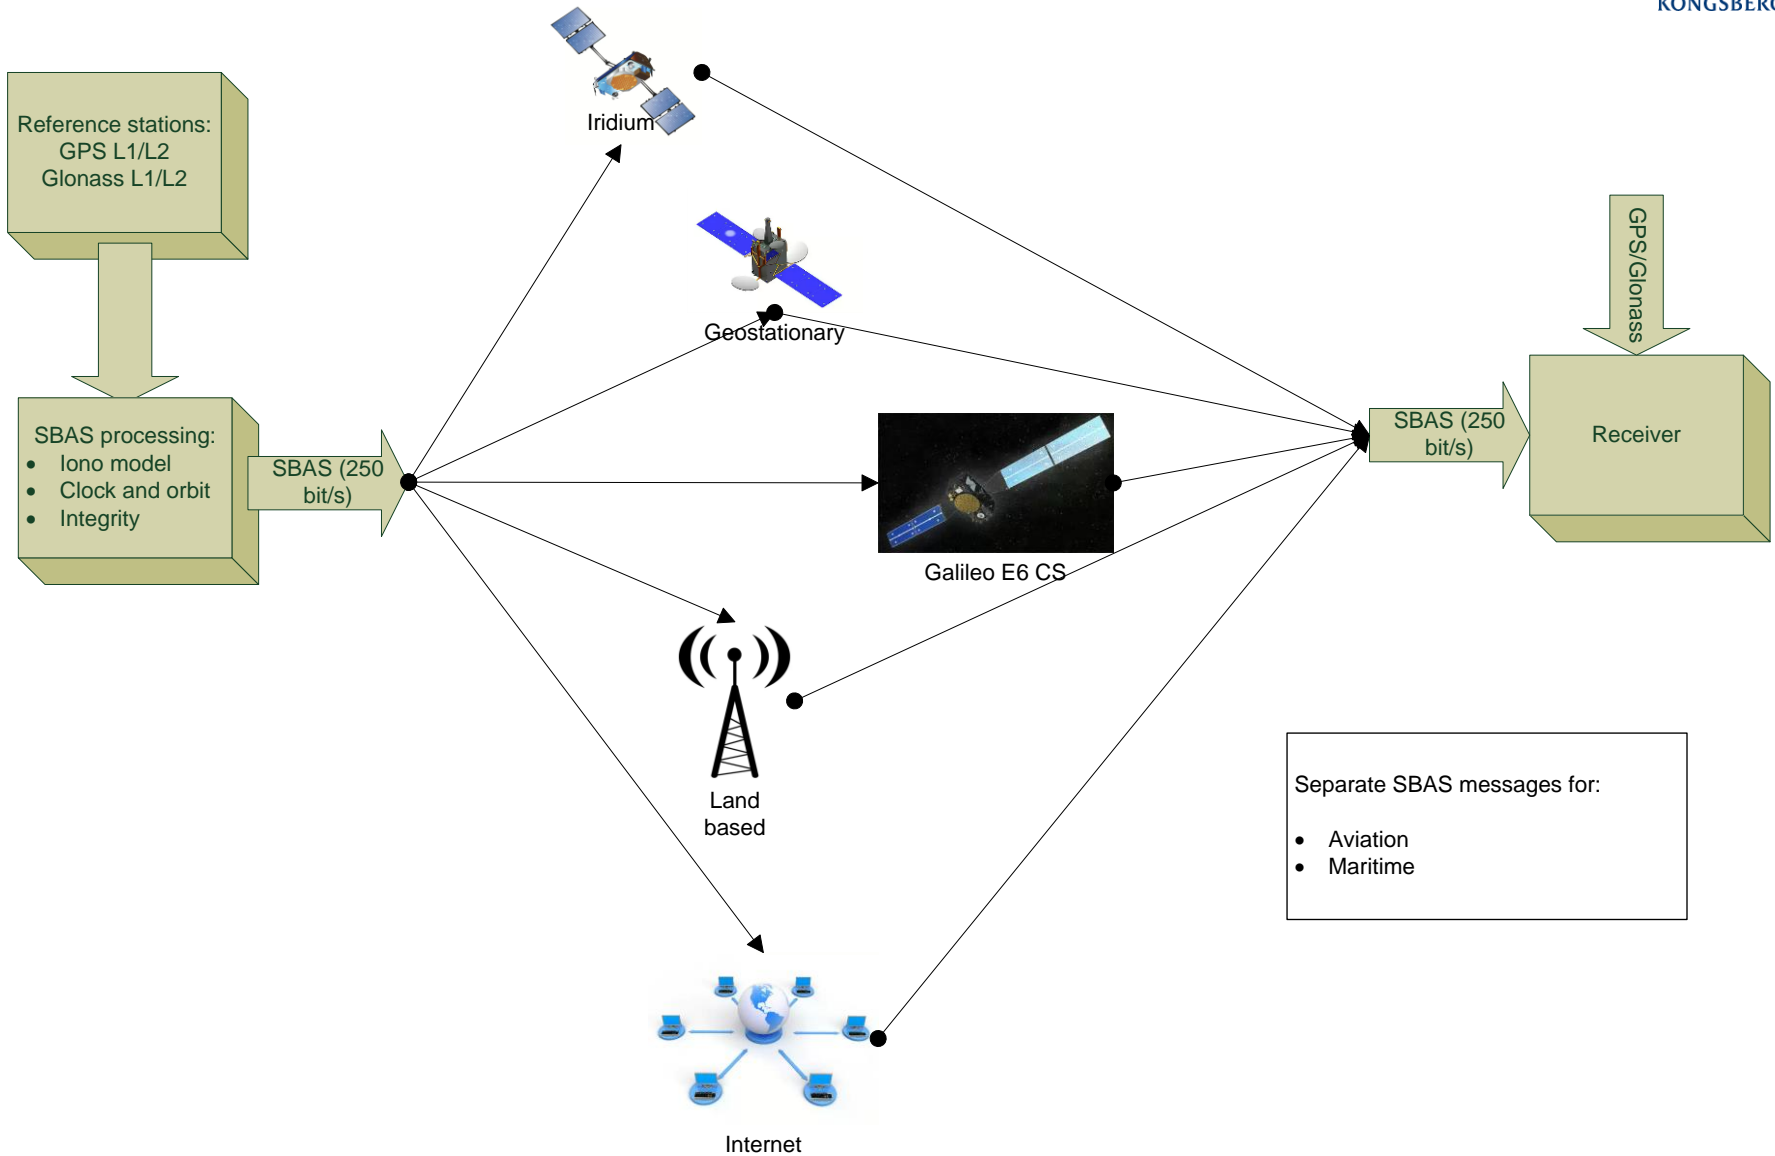 KONGSBERG
Reference stations:
GPS L1/L2
Glonass L1/L2
Iridium
Geostationary
GPS/Glonass
SBAS processing:
• Iono model
• Clock and orbit
• Integrity
SBAS (250
bit/s)
Galileo E6 CS
SBAS (250
bit/s)
Receiver
Land
based
Separate SBAS messages for:
• Aviation
• Maritime
Internet